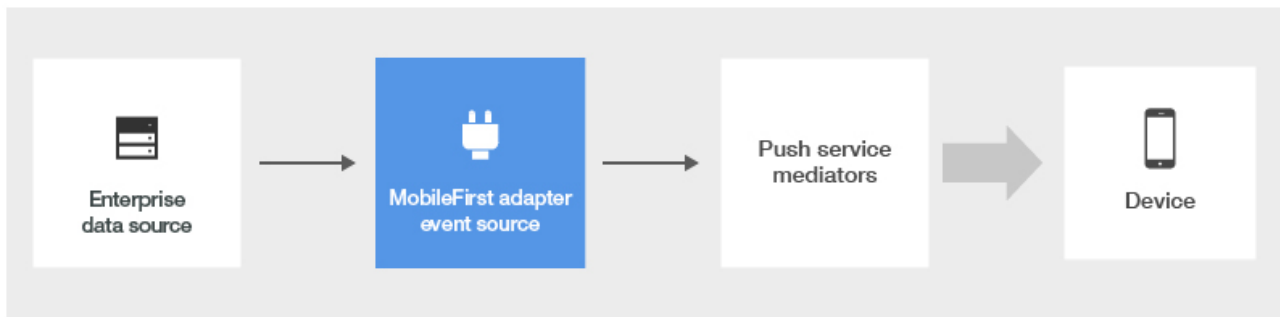 Enterprise
data source
MobileFirst adapter
event source
Push service
mediators
Device